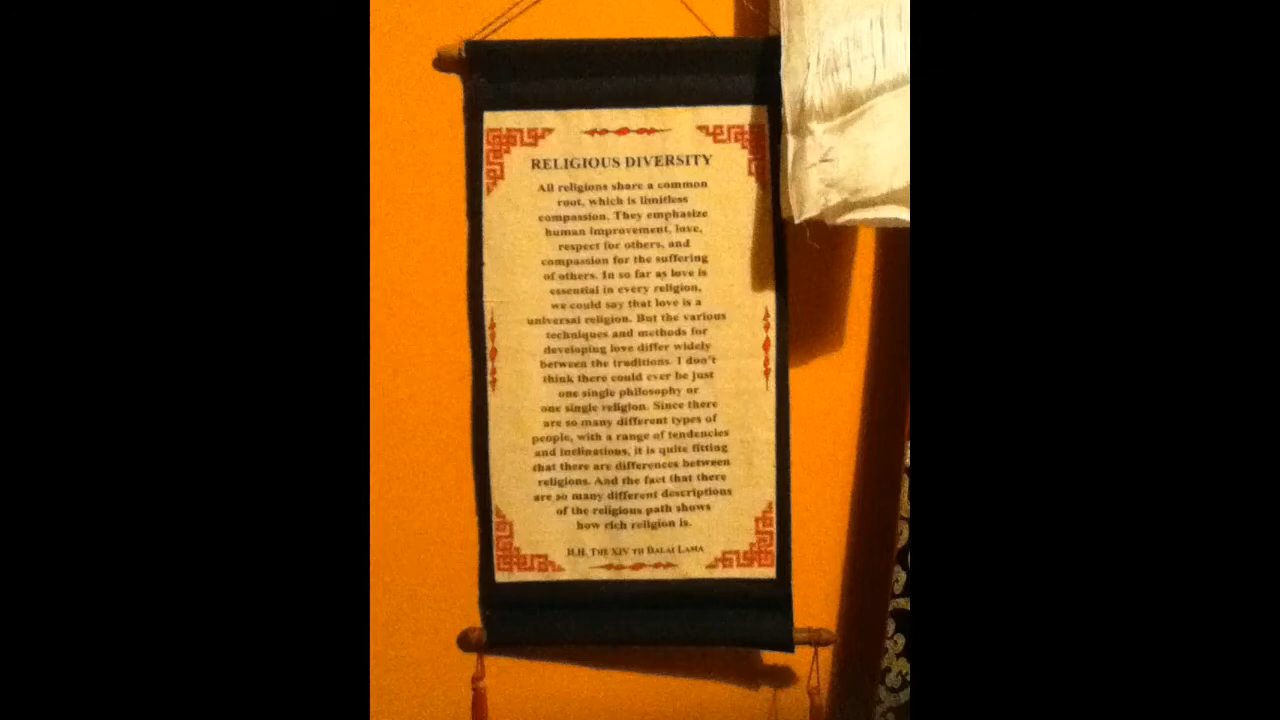 RELIGIOUS DIVERSITY
All religions share a common
root, which is limitless
compassion. They emphasize
human improvement, love,
respect for others, and
compassion for the suffering
of others. In so far as love is
essential in every religion,
we could say that love is a
universal religion. But the various
techniques and methods for
developing love differ widely
between the traditions. I don't
think there could ever be just
one single philosophy or
one single religion. Since there
are so many different types of
people, with a range of tendencies
and inclinations, it is quite fitting
that there are differences between
religions. And the fact that there
are so many different descriptions
of the religious path shows
how rich religion is.
H.H. THE XIV TH DALAI LAMA